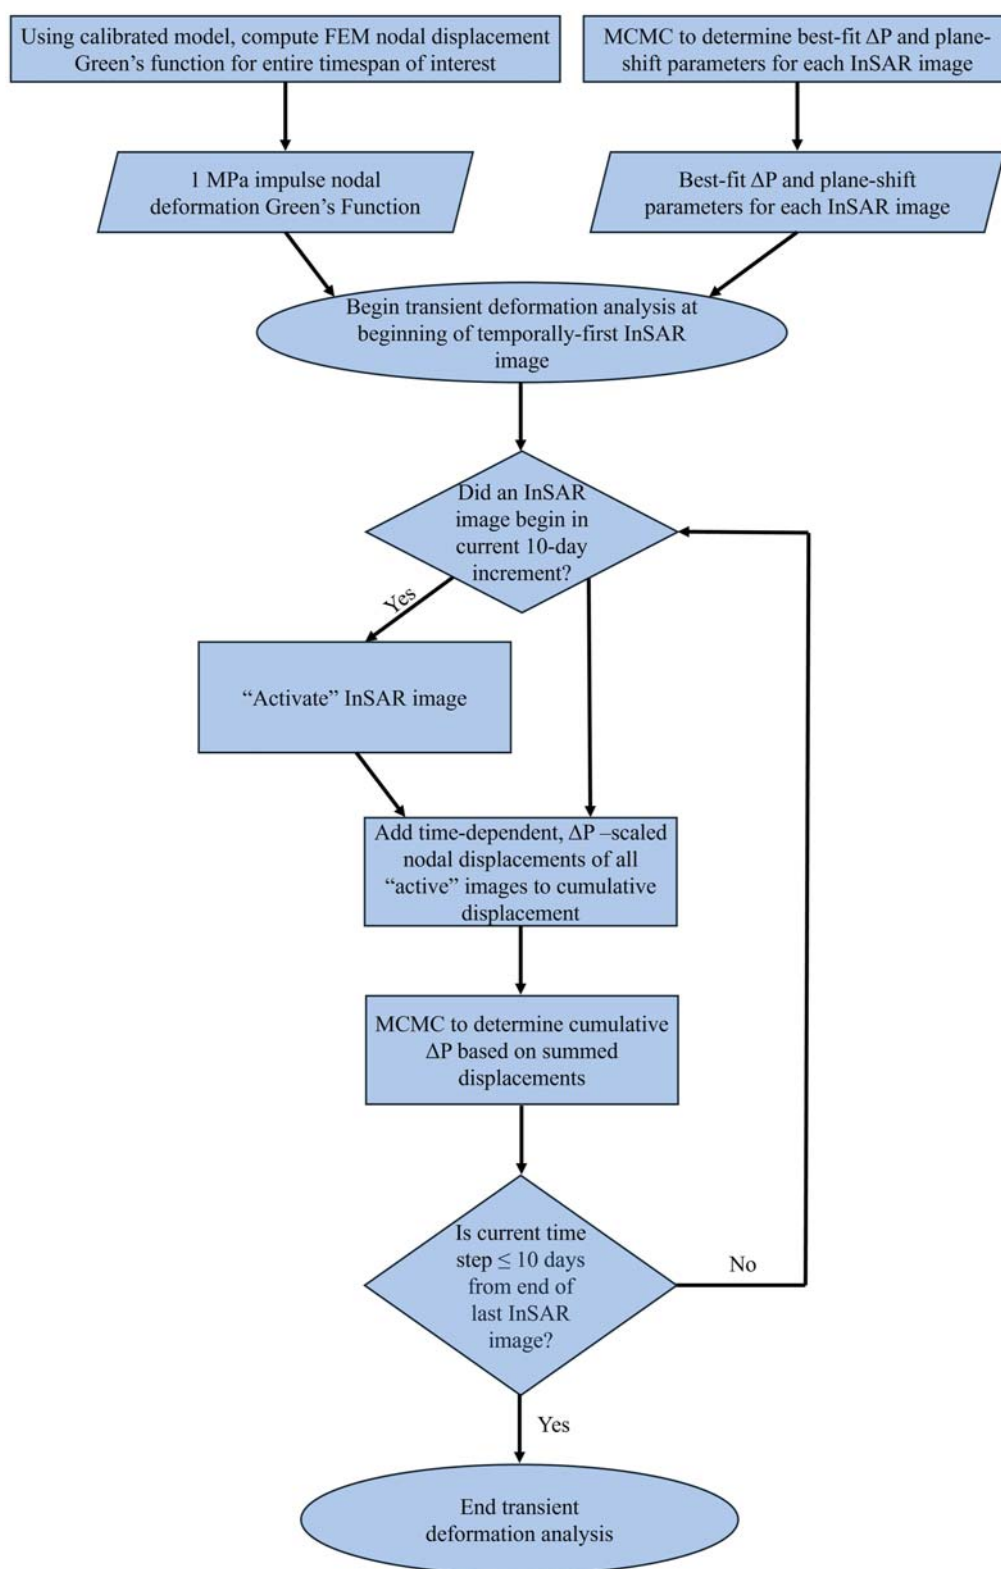 Using calibrated model, compute FEM nodal displacement
Green’s function for entire timespan of interest
MCMC to determine best-fit ΔP and plane-
shift parameters for each InSAR image
1 MPa impulse nodal
deformation Green’s Function
Best-fit ΔP and plane-shift
parameters for each InSAR image
Begin transient deformation analysis at
beginning of temporally-first InSAR
image
Did an InSAR
image begin in
current 10-day
increment?
Yes
“Activate” InSAR image
Add time-dependent, ΔP –scaled
nodal displacements of all
“active” images to cumulative
displacement
MCMC to determine cumulative
ΔP based on summed
displacements
Is current time
step ≤ 10 days
from end of
last InSAR
image?
No
Yes
End transient
deformation analysis